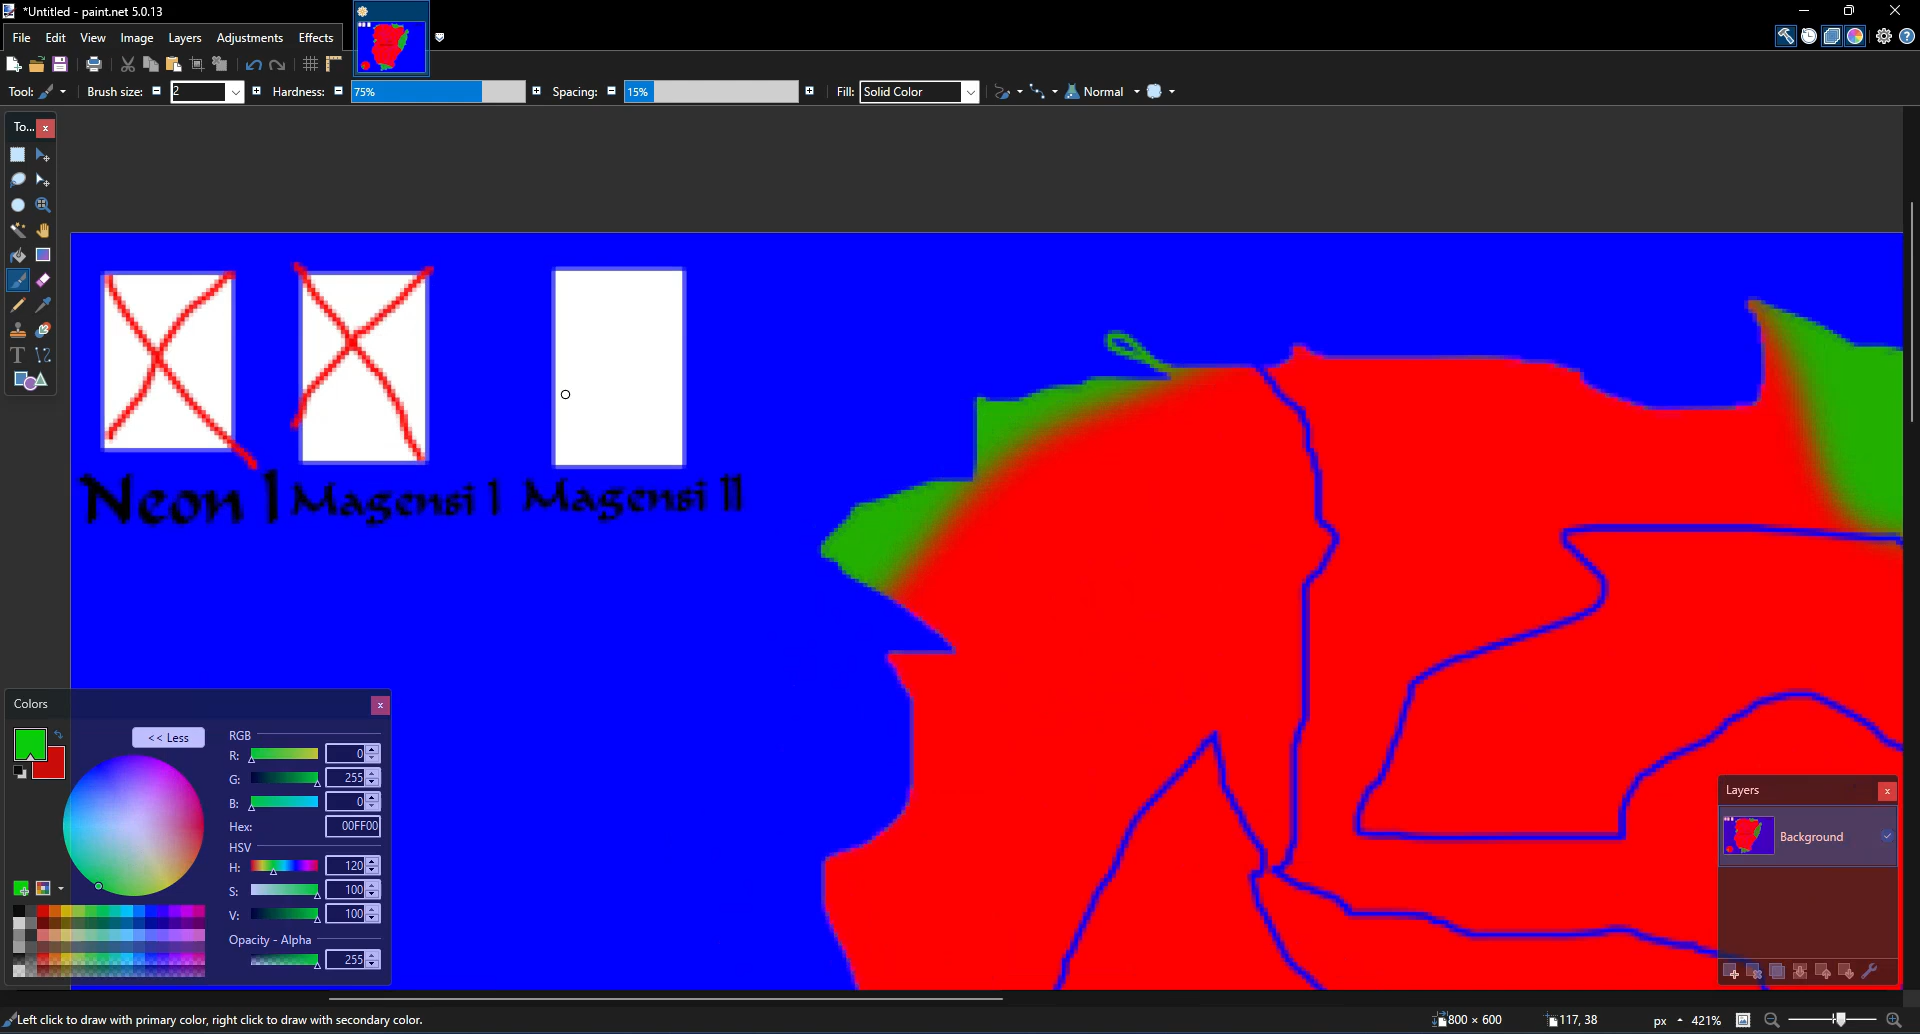 *Untitled - paint.net 5.0.13
File Edit View Image Layers Adjustments Effects
Tool: Brush size: 2 Hardness: 75% Spacing: 15% Fill: Solid Color Normal
To...
Neon I Magensi I Magensi II
Colors
<< Less
RGB
R: 0
G: 255
B: 0
Hex: 00FF00
HSV
H: 120
S: 100
V: 100
Opacity - Alpha
255
Layers
Background
Left click to draw with primary color, right click to draw with secondary color. 800 × 600 117, 38 px 421%